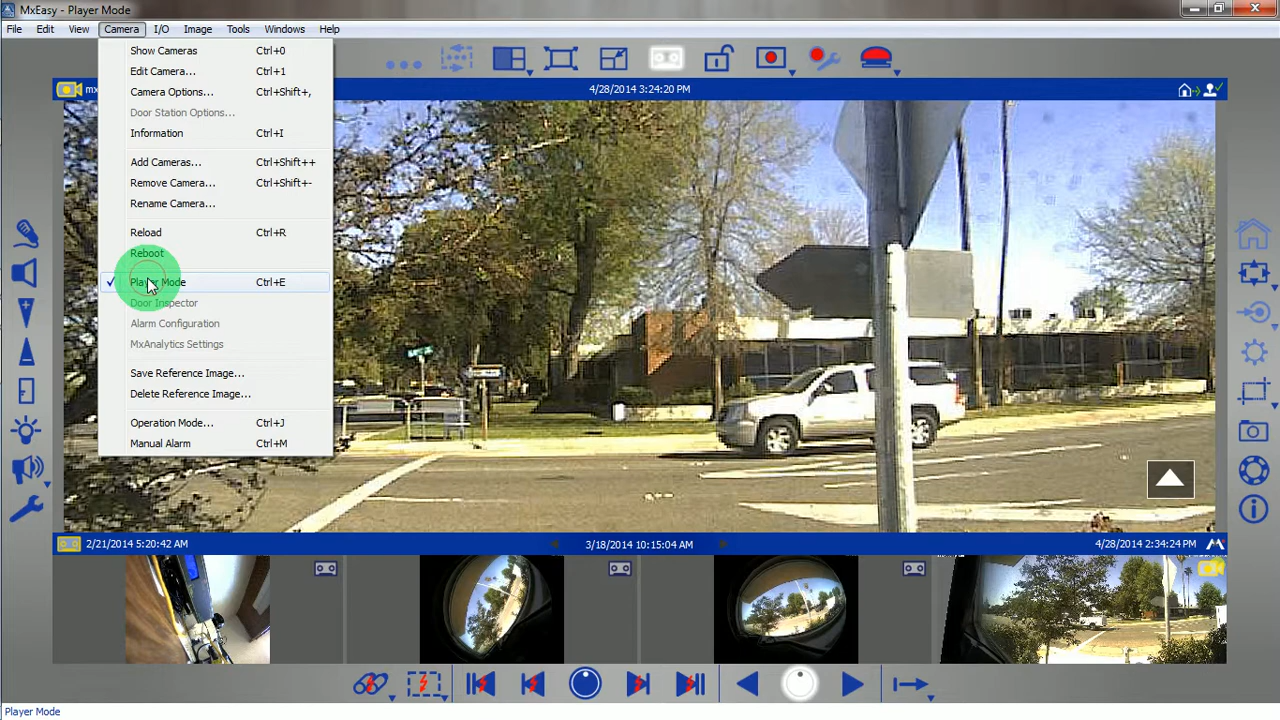 MxEasy - Player Mode
File Edit View Camera I/O Image Tools Windows Help
Show Cameras Ctrl+0
Edit Camera... Ctrl+1
Camera Options... Ctrl+Shift+,
Door Station Options...
Information Ctrl+I
Add Cameras... Ctrl+Shift++
Remove Camera... Ctrl+Shift+-
Rename Camera...
Reload Ctrl+R
Reboot
Player Mode Ctrl+E
Door Inspector
Alarm Configuration
MxAnalytics Settings
Save Reference Image...
Delete Reference Image...
Operation Mode... Ctrl+J
Manual Alarm Ctrl+M
mx 4/28/2014 3:24:20 PM
2/21/2014 5:20:42 AM 3/18/2014 10:15:04 AM 4/28/2014 2:34:24 PM
Player Mode